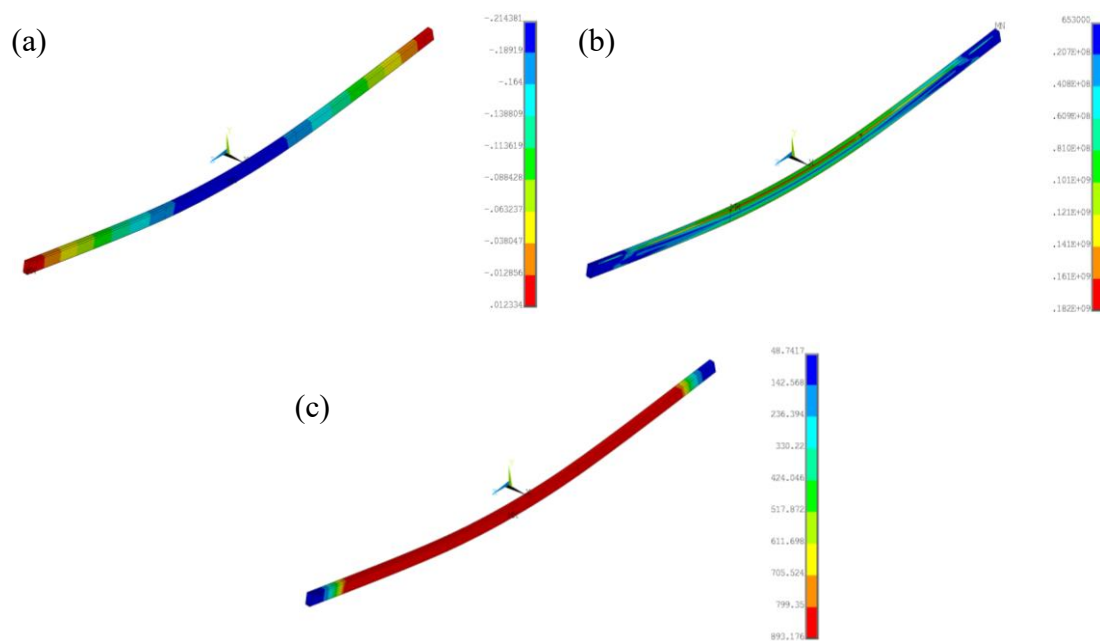 (a)
-.214381
-.18919
-.164
-.138809
-.113619
-.088428
-.063237
-.038047
-.012856
.012334
(b)
MN
653000
.207E+08
.408E+08
.609E+08
.810E+08
.101E+09
.121E+09
.141E+09
.161E+09
.182E+09
(c)
48.7417
142.568
236.394
330.22
424.046
517.872
611.698
705.524
799.35
893.176